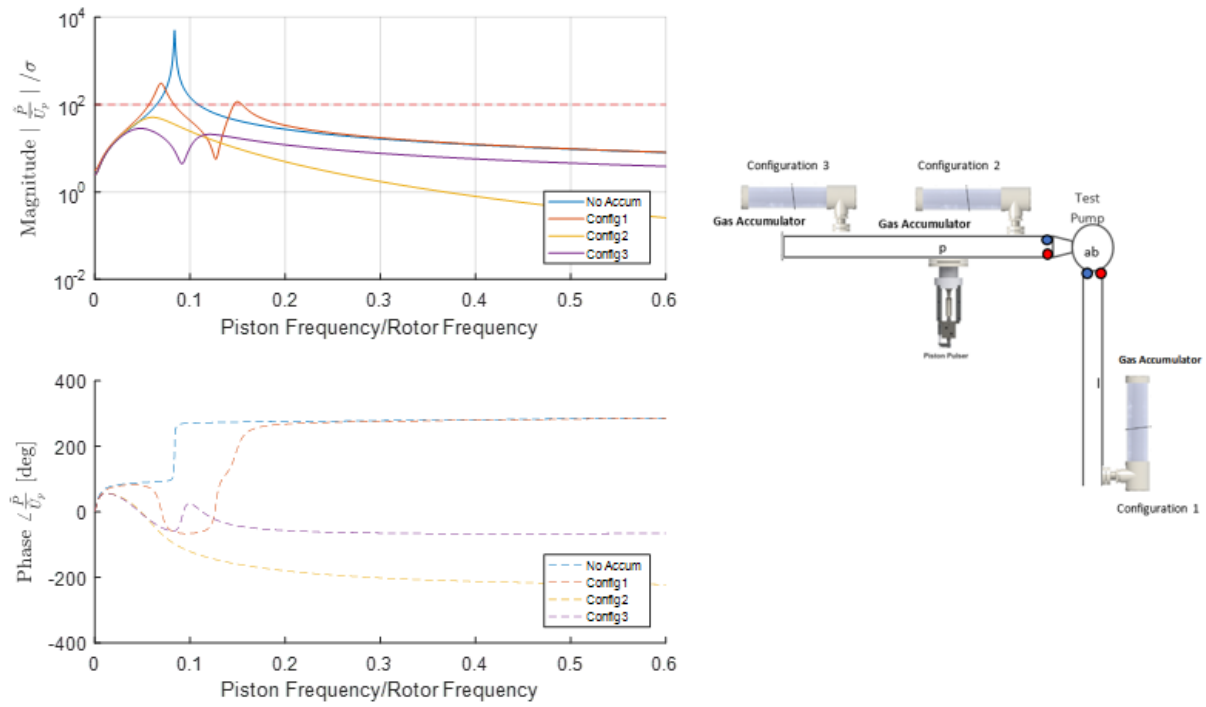 10^4
10^2
10^0
10^-2
Magnitude | P̂/Û_p | /σ
No Accum
Config1
Config2
Config3
0 0.1 0.2 0.3 0.4 0.5 0.6
Piston Frequency/Rotor Frequency
400
200
0
-200
-400
Phase ∠ P̂/Û_p [deg]
No Accum
Config1
Config2
Config3
0 0.1 0.2 0.3 0.4 0.5 0.6
Piston Frequency/Rotor Frequency
Configuration 3
Configuration 2
Gas Accumulator
Gas Accumulator
Test
Pump
p
ab
Piston Pulser
Gas Accumulator
l
Configuration 1